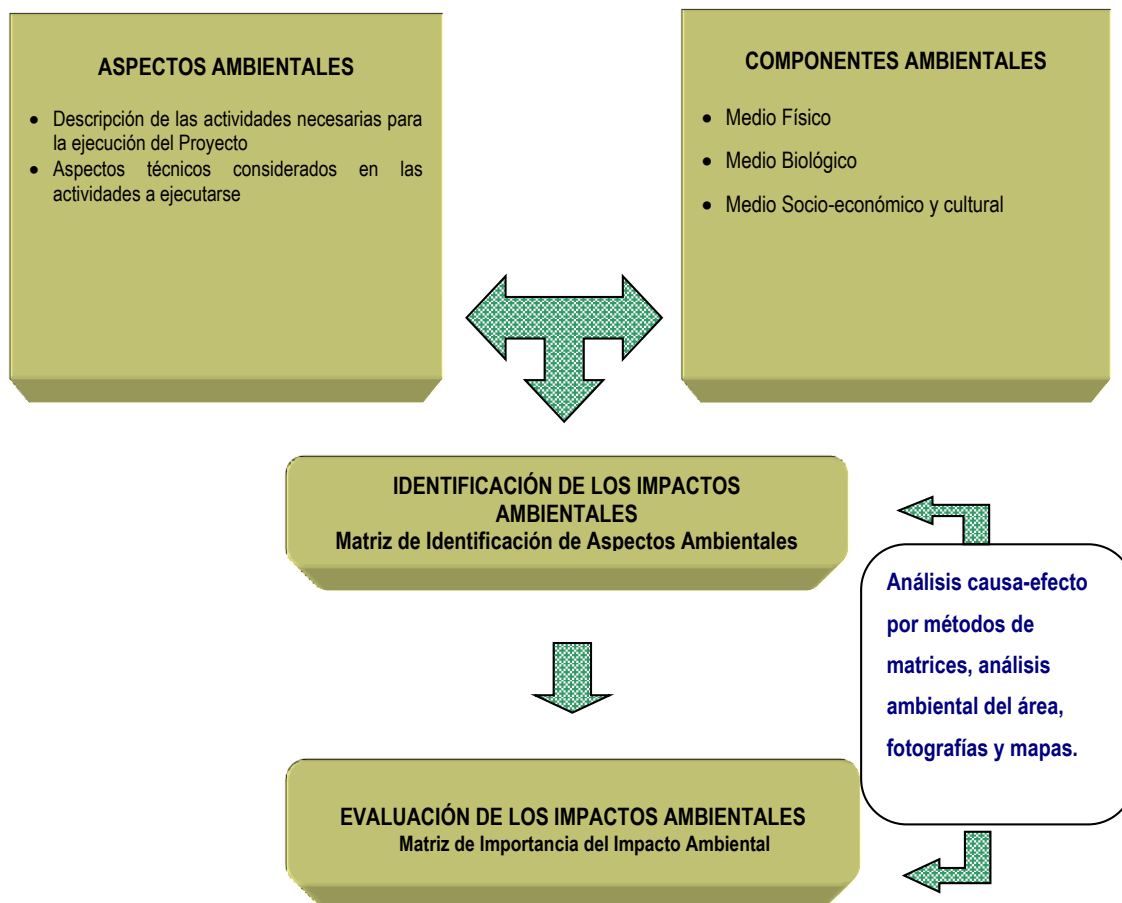 ASPECTOS AMBIENTALES
• Descripción de las actividades necesarias para
la ejecución del Proyecto
• Aspectos técnicos considerados en las
actividades a ejecutarse
COMPONENTES AMBIENTALES
• Medio Físico
• Medio Biológico
• Medio Socio-económico y cultural
IDENTIFICACIÓN DE LOS IMPACTOS
AMBIENTALES
Matriz de Identificación de Aspectos Ambientales
Análisis causa-efecto
por métodos de
matrices, análisis
ambiental del área,
fotografías y mapas.
EVALUACIÓN DE LOS IMPACTOS AMBIENTALES
Matriz de Importancia del Impacto Ambiental